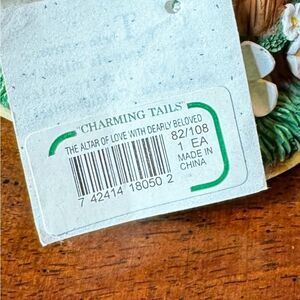 "CHARMING TAILS"
THE ALTAR OF LOVE WITH DEARLY BELOVED
82/108
1 EA
MADE IN
CHINA
7 42414 18050 2